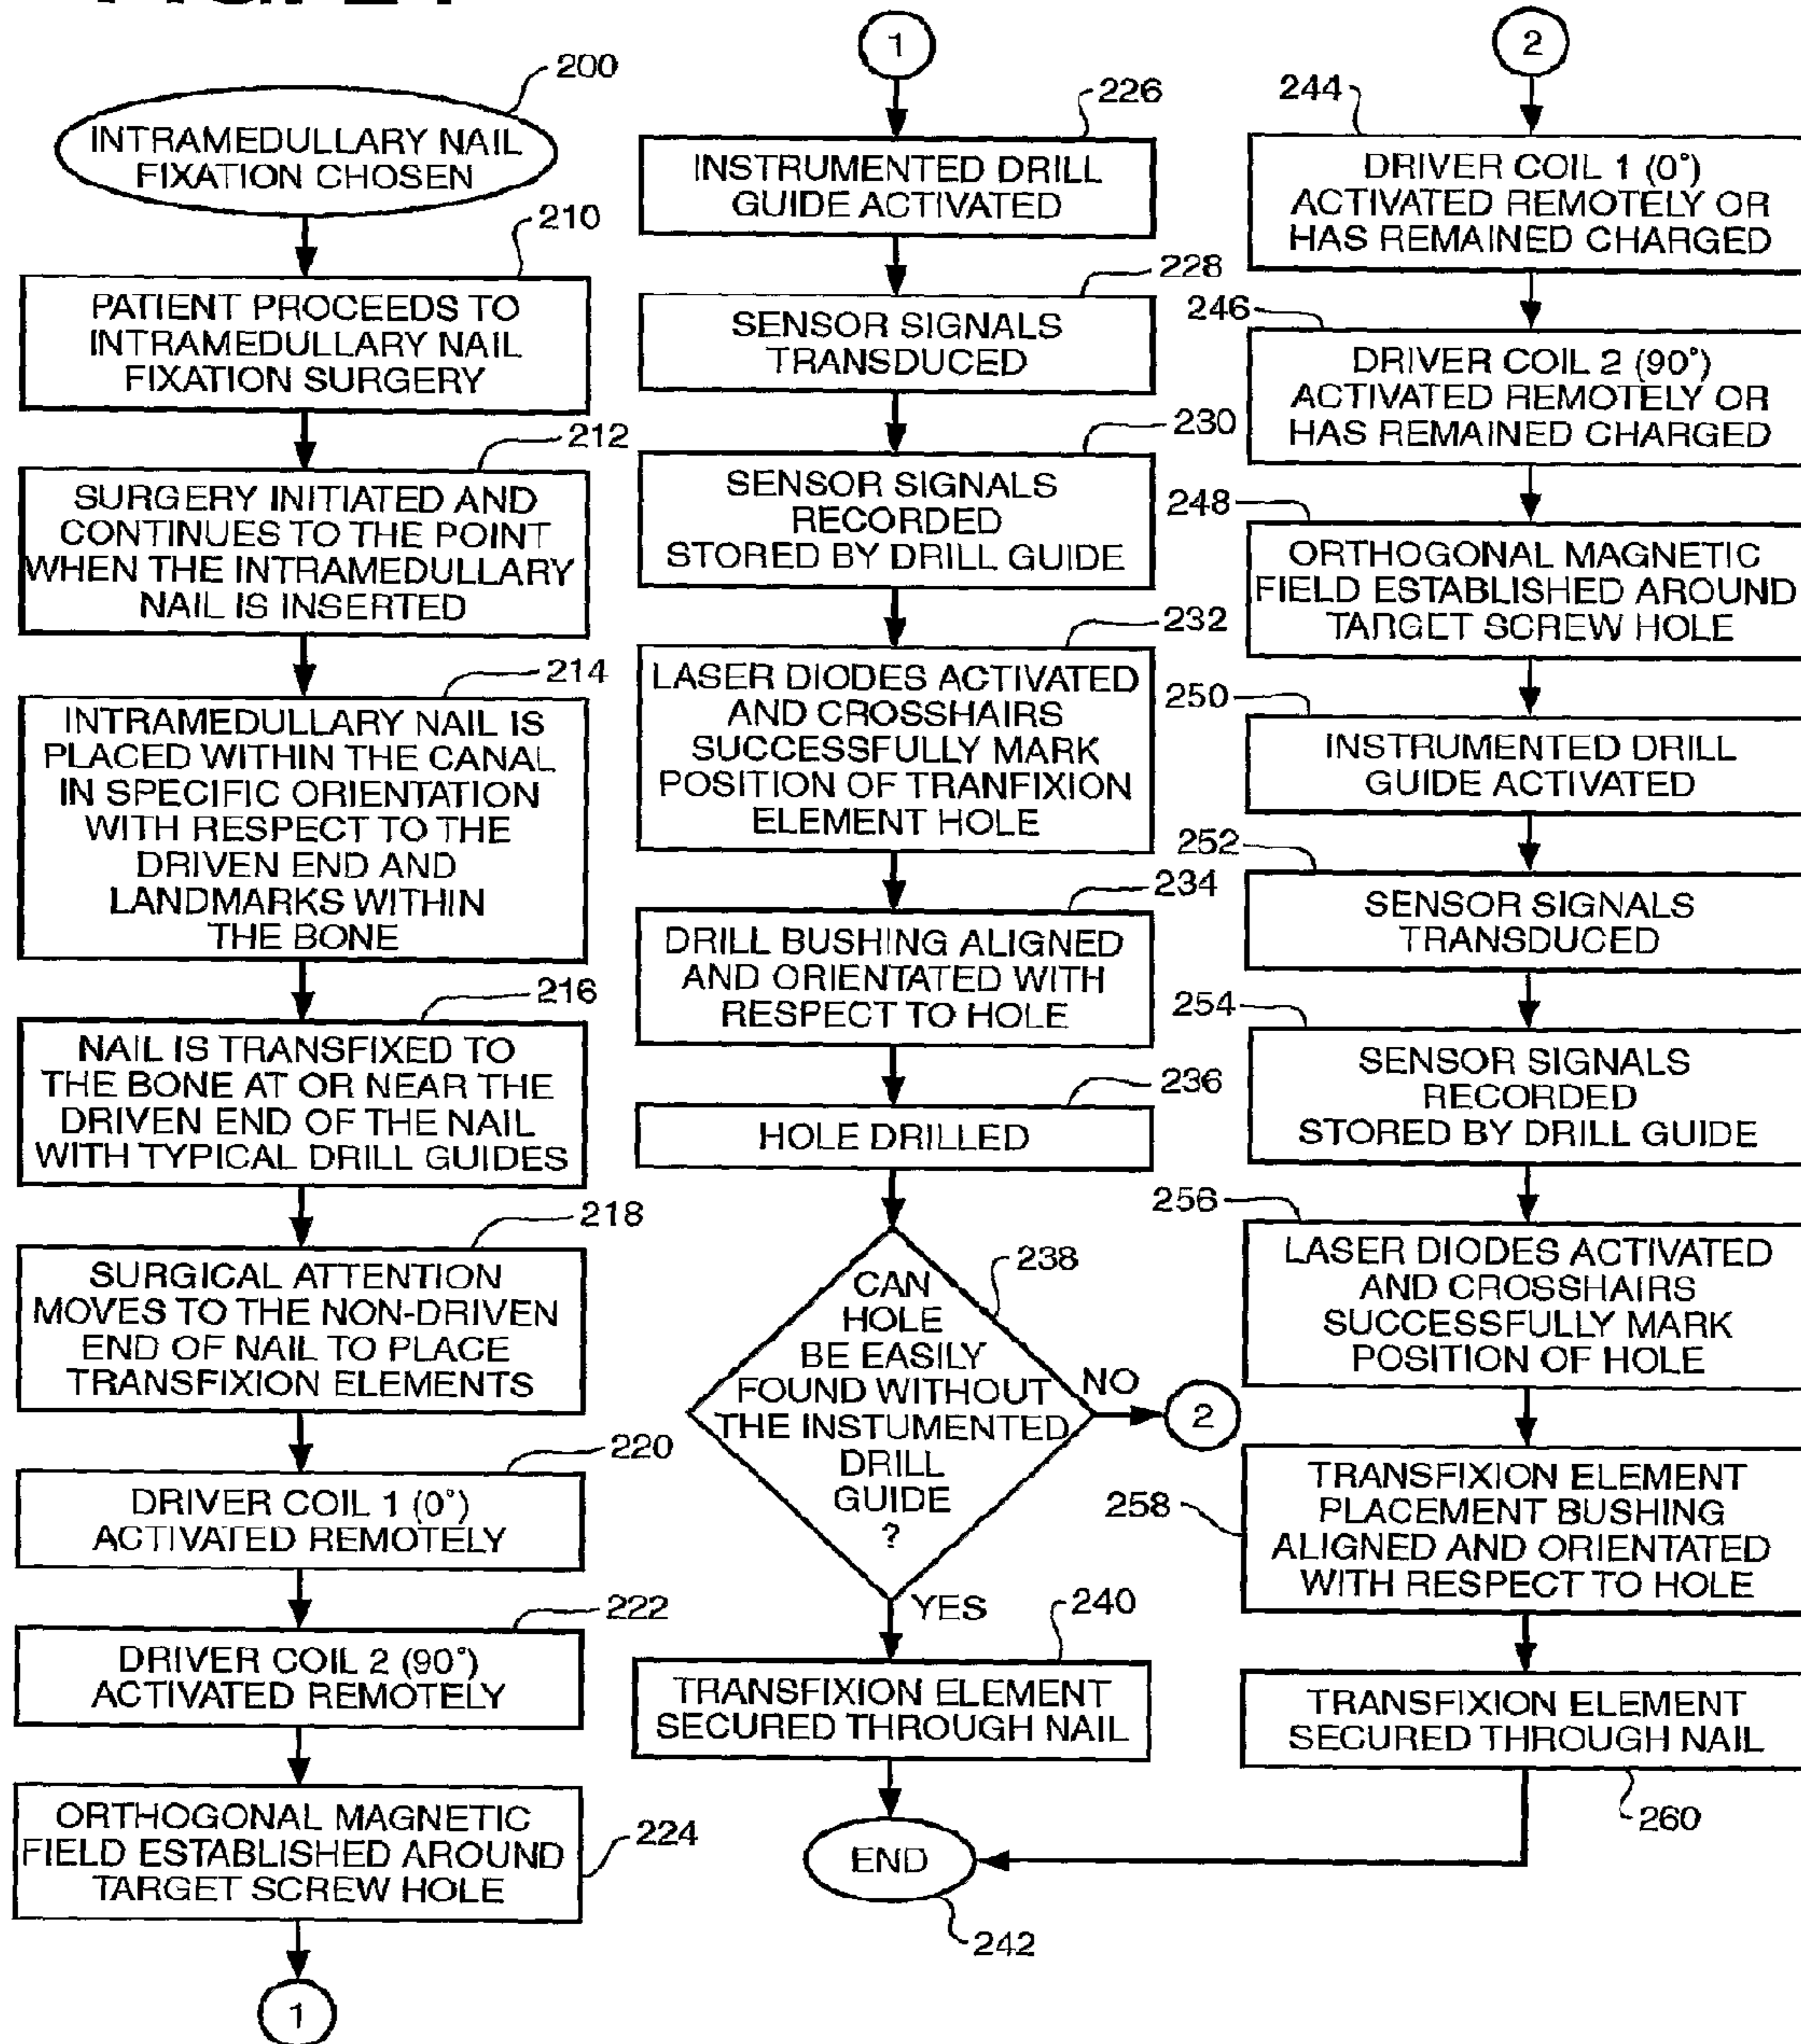 200
INTRAMEDULLARY NAIL
FIXATION CHOSEN
210
PATIENT PROCEEDS TO
INTRAMEDULLARY NAIL
FIXATION SURGERY
212
SURGERY INITIATED AND
CONTINUES TO THE POINT
WHEN THE INTRAMEDULLARY
NAIL IS INSERTED
214
INTRAMEDULLARY NAIL IS
PLACED WITHIN THE CANAL
IN SPECIFIC ORIENTATION
WITH RESPECT TO THE
DRIVEN END AND
LANDMARKS WITHIN
THE BONE
216
NAIL IS TRANSFIXED TO
THE BONE AT OR NEAR THE
DRIVEN END OF THE NAIL
WITH TYPICAL DRILL GUIDES
218
SURGICAL ATTENTION
MOVES TO THE NON-DRIVEN
END OF NAIL TO PLACE
TRANSFIXION ELEMENTS
220
DRIVER COIL 1 (0°)
ACTIVATED REMOTELY
222
DRIVER COIL 2 (90°)
ACTIVATED REMOTELY
ORTHOGONAL MAGNETIC
FIELD ESTABLISHED AROUND
TARGET SCREW HOLE
224
1
1
226
INSTRUMENTED DRILL
GUIDE ACTIVATED
228
SENSOR SIGNALS
TRANSDUCED
230
SENSOR SIGNALS
RECORDED
STORED BY DRILL GUIDE
232
LASER DIODES ACTIVATED
AND CROSSHAIRS
SUCCESSFULLY MARK
POSITION OF TRANFIXION
ELEMENT HOLE
234
DRILL BUSHING ALIGNED
AND ORIENTATED WITH
RESPECT TO HOLE
236
HOLE DRILLED
238
CAN
HOLE
BE EASILY
FOUND WITHOUT
THE INSTUMENTED
DRILL
GUIDE
?
NO
2
YES
240
TRANSFIXION ELEMENT
SECURED THROUGH NAIL
END
242
2
244
DRIVER COIL 1 (0°)
ACTIVATED REMOTELY OR
HAS REMAINED CHARGED
246
DRIVER COIL 2 (90°)
ACTIVATED REMOTELY OR
HAS REMAINED CHARGED
248
ORTHOGONAL MAGNETIC
FIELD ESTABLISHED AROUND
TARGET SCREW HOLE
250
INSTRUMENTED DRILL
GUIDE ACTIVATED
252
SENSOR SIGNALS
TRANSDUCED
254
SENSOR SIGNALS
RECORDED
STORED BY DRILL GUIDE
256
LASER DIODES ACTIVATED
AND CROSSHAIRS
SUCCESSFULLY MARK
POSITION OF HOLE
258
TRANSFIXION ELEMENT
PLACEMENT BUSHING
ALIGNED AND ORIENTATED
WITH RESPECT TO HOLE
TRANSFIXION ELEMENT
SECURED THROUGH NAIL
260